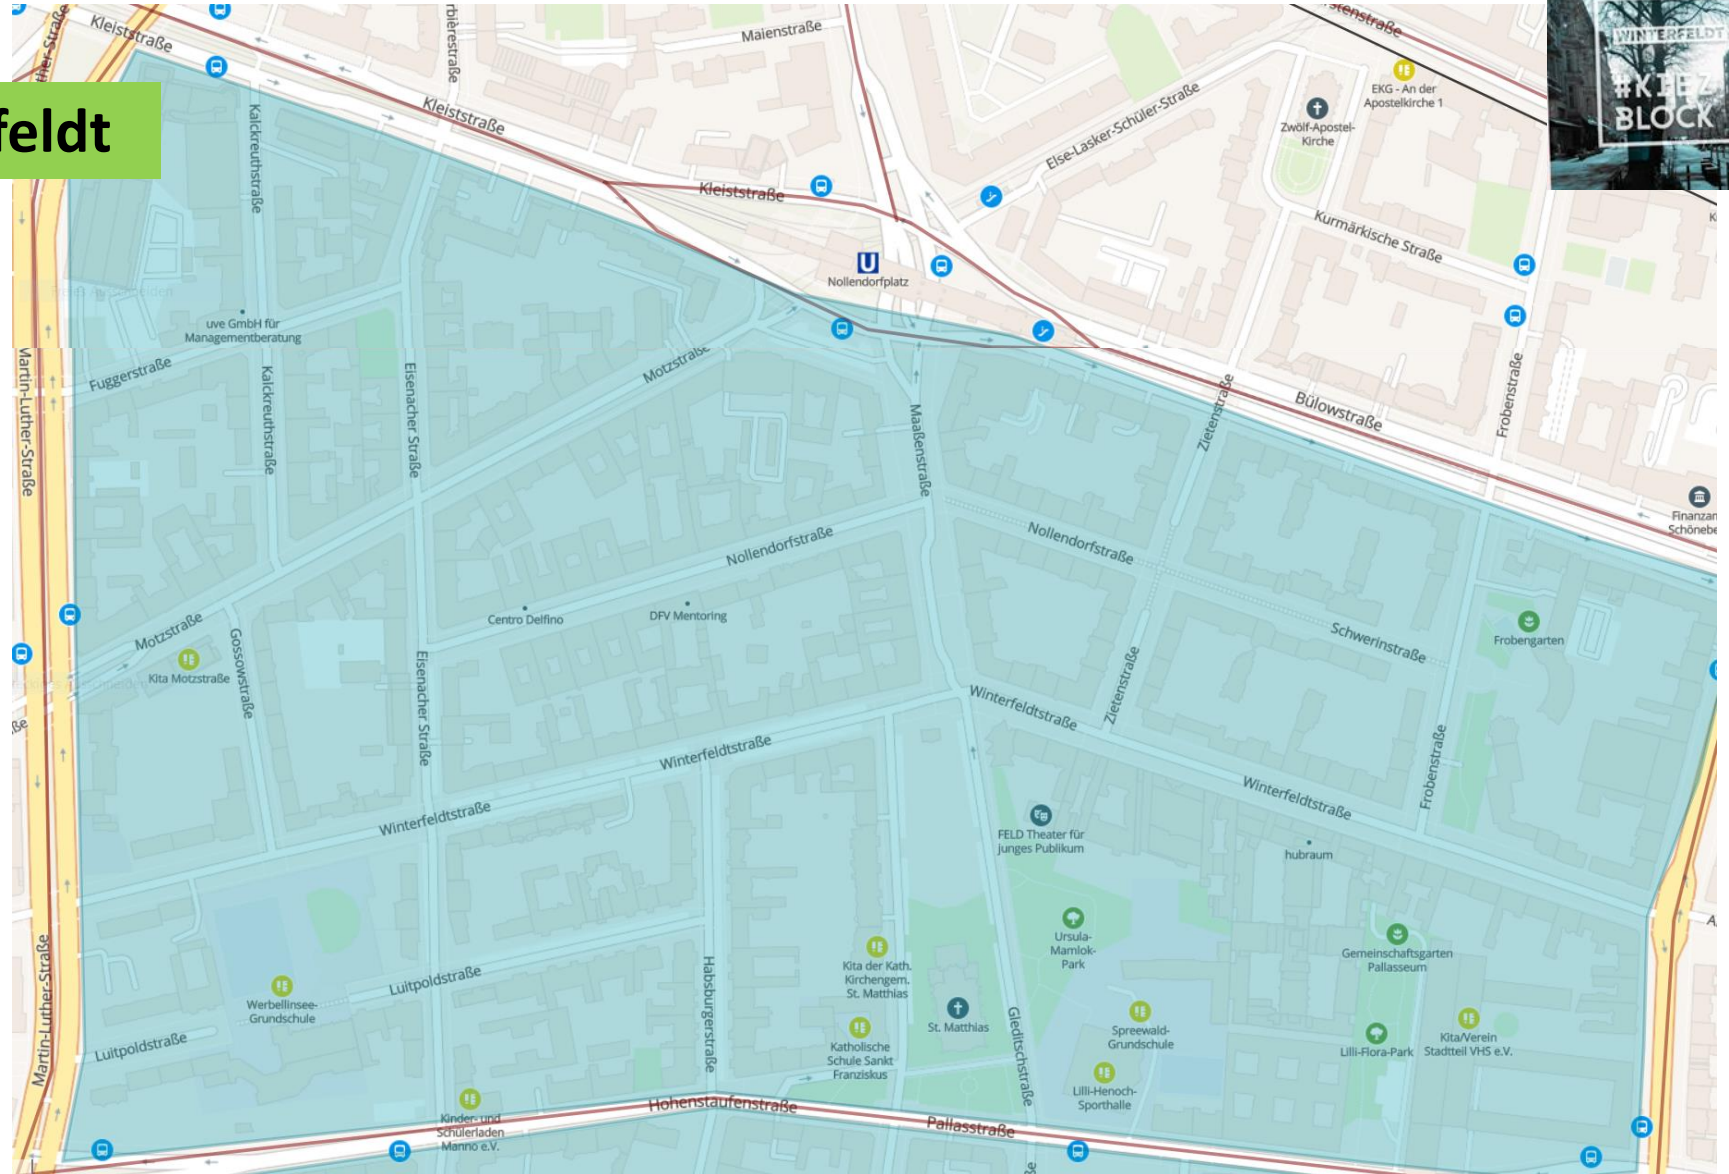 feldt
WINTERFELDT
#KIEZ
BLOCK
Kleiststraße
Maienstraße
EKG - An der
Apostelkirche 1
Zwölf-Apostel-
Kirche
Kalckreuthstraße
Kleiststraße
Else-Lasker-Schüler-Straße
Kleiststraße
Kurmärkische Straße
Nollendorfplatz
uve GmbH für
Managementberatung
Fuggerstraße
Motzstraße
Martin-Luther-Straße
Kalckreuthstraße
Eisenacher Straße
Maaßenstraße
Zietenstraße
Bülowstraße
Frobenstraße
Nollendorfstraße
Nollendorfstraße
Centro Delfino
DFV Mentoring
Motzstraße
Kita Motzstraße
Gossowstraße
Eisenacher Straße
Schwerinstraße
Frobengarten
Zietenstraße
Winterfeldtstraße
Winterfeldtstraße
Winterfeldtstraße
Winterfeldtstraße
Frobenstraße
FELD Theater für
junges Publikum
hubraum
Ursula-
Mamlok-
Park
Gemeinschaftsgarten
Pallasseum
Kita der Kath.
Kirchengem.
St. Matthias
Werbellinsee-
Grundschule
Luitpoldstraße
Habsburgerstraße
St. Matthias
Gleditschstraße
Spreewald-
Grundschule
Lilli-Flora-Park
Kita/Verein
Stadtteil VHS e.V.
Martin-Luther-Straße
Luitpoldstraße
Katholische
Schule Sankt
Franziskus
Lilli-Henoch-
Sporthalle
Kinder- und
Schülerladen
Manno e.V.
Hohenstaufenstraße
Pallasstraße